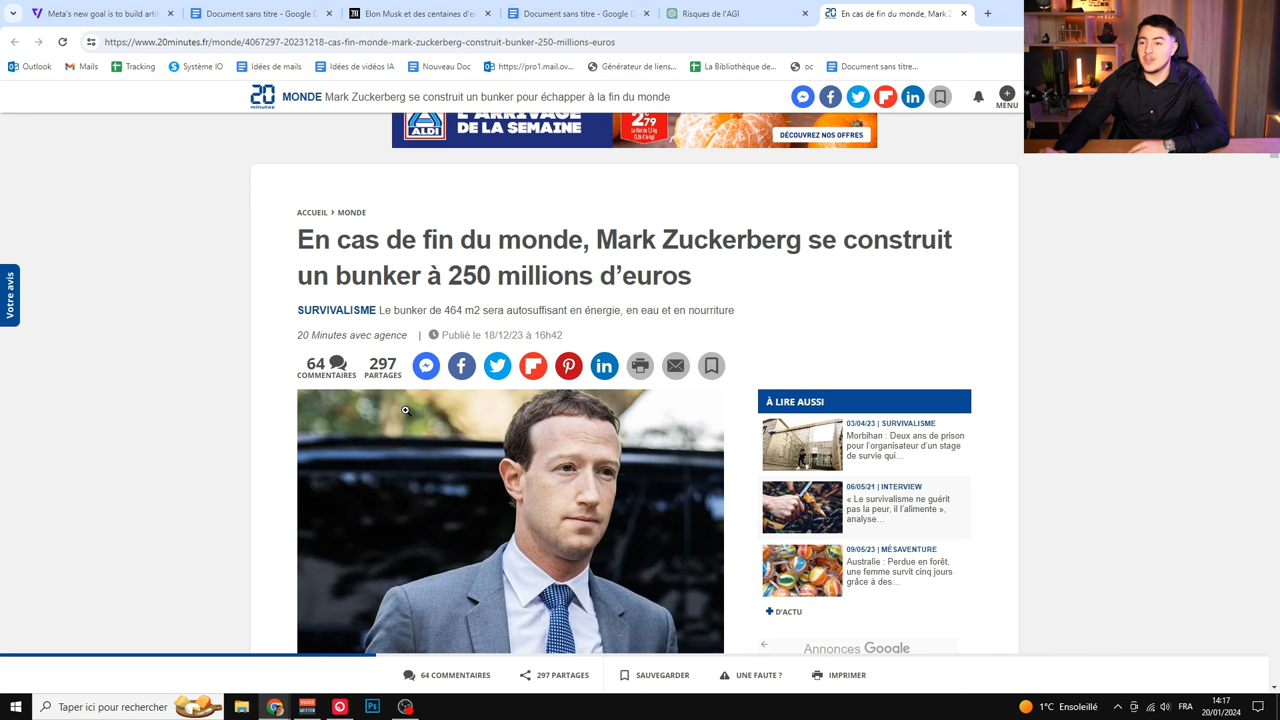 Meta's new goal is to build artif
Document sans titre - Google D
des centaines d'e
Document sans titre - Google D
Risques de l'AGI
En cas de fin du monde, Mark Z
https://www.20minutes.fr/monde/4067297-20231218-cas-fin-monde-mark-zuckerberg-construit-bunker-250-millions-euros
Outlook
Mails
Tracking
Système IO
Idées de mails
Idées de vidéos IA
Nouveau Doc
https://pro1.mail.ov...
Générateur de liens...
La Bibliothèque de...
oc
Document sans titre...
20 minutes
MONDE Mark Zuckerberg se construit un bunker pour échapper à la fin du monde
MENU
ALDI
L'ARRIVAGE
DE LA SEMAINE
2,79
DÉCOUVREZ NOS OFFRES
ACCUEIL › MONDE
En cas de fin du monde, Mark Zuckerberg se construit
un bunker à 250 millions d'euros
SURVIVALISME Le bunker de 464 m2 sera autosuffisant en énergie, en eau et en nourriture
20 Minutes avec agence | Publié le 18/12/23 à 16h42
64
COMMENTAIRES
297
PARTAGES
Votre avis
À LIRE AUSSI
03/04/23 | SURVIVALISME
Morbihan : Deux ans de prison
pour l'organisateur d'un stage
de survie qui...
06/05/21 | INTERVIEW
« Le survivalisme ne guérit
pas la peur, il l'alimente »,
analyse...
09/05/23 | MÉSAVENTURE
Australie : Perdue en forêt,
une femme survit cinq jours
grâce à des...
D'ACTU
Annonces Google
64 COMMENTAIRES
297 PARTAGES
SAUVEGARDER
UNE FAUTE ?
IMPRIMER
Taper ici pour rechercher
1°C Ensoleillé
FRA
14:17
20/01/2024